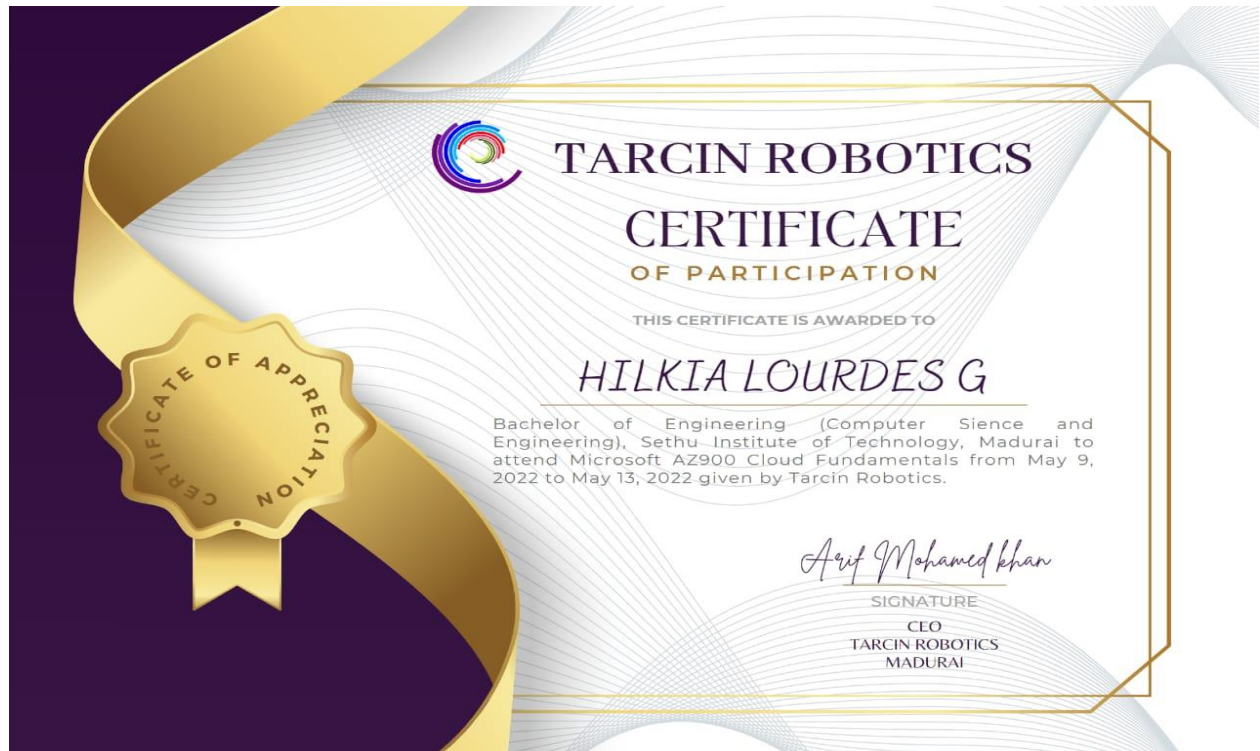 TARCIN ROBOTICS
CERTIFICATE
OF PARTICIPATION
THIS CERTIFICATE IS AWARDED TO
HILKIA LOURDES G
Bachelor of Engineering (Computer Sience and
Engineering), Sethu Institute of Technology, Madurai to
attend Microsoft AZ900 Cloud Fundamentals from May 9,
2022 to May 13, 2022 given by Tarcin Robotics.
CERTIFICATE OF APPRECIATION
Arif Mohamed khan
SIGNATURE
CEO
TARCIN ROBOTICS
MADURAI